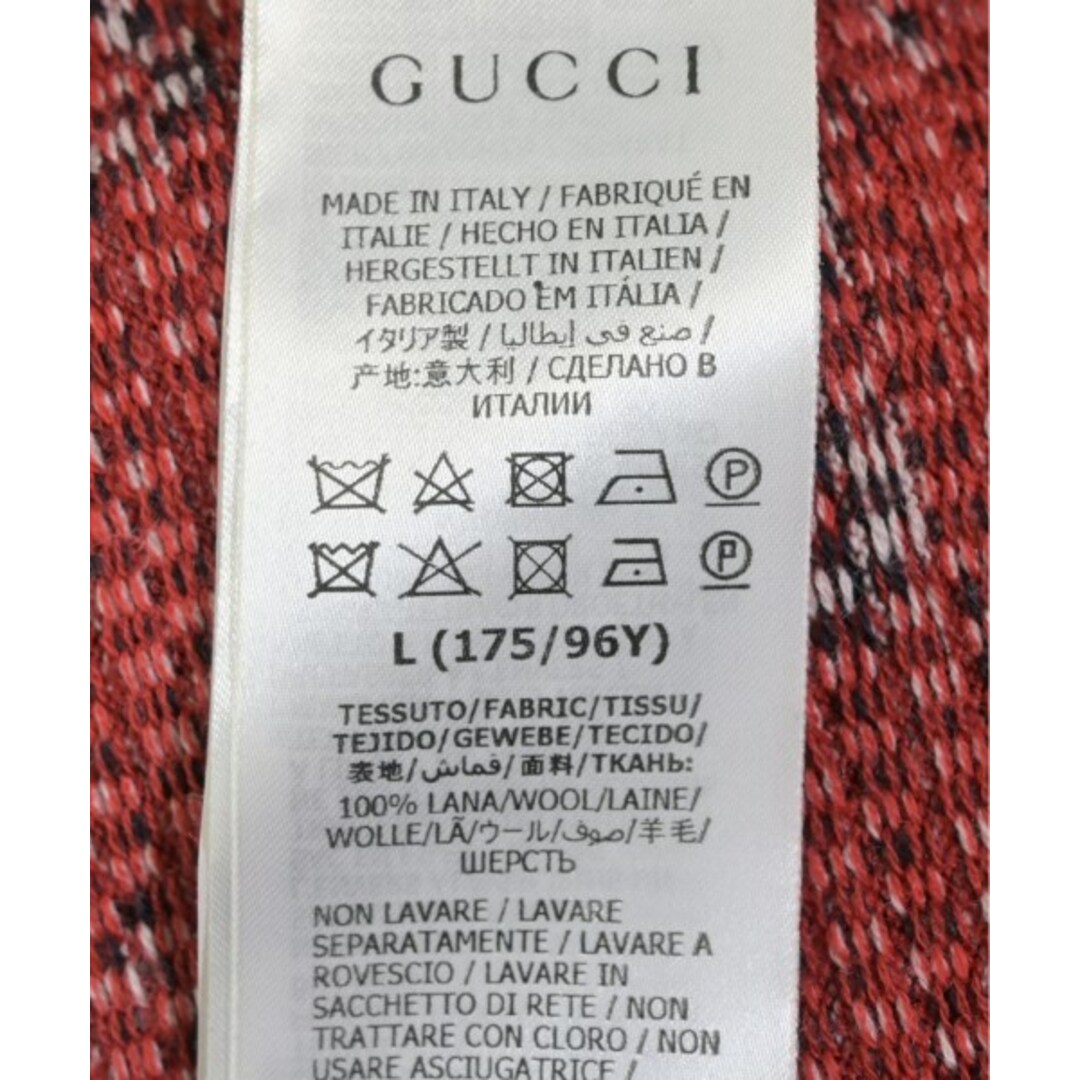 GUCCI
MADE IN ITALY / FABRIQUÉ EN
ITALIE / HECHO EN ITALIA /
HERGESTELLT IN ITALIEN /
FABRICADO EM ITÁLIA /
イタリア製 / صنع في إيطاليا /
产地:意大利 / СДЕЛАНО В
ИТАЛИИ
P
P
L (175/96Y)
TESSUTO/FABRIC/TISSU/
TEJIDO/GEWEBE/TECIDO/
表地/قماش/面料/ТКАНЬ:
100% LANA/WOOL/LAINE/
WOLLE/LÃ/ウール/صوف/羊毛/
ШЕРСТЬ
NON LAVARE / LAVARE
SEPARATAMENTE / LAVARE A
ROVESCIO / LAVARE IN
SACCHETTO DI RETE / NON
TRATTARE CON CLORO / NON
USARE ASCIUGATRICE /